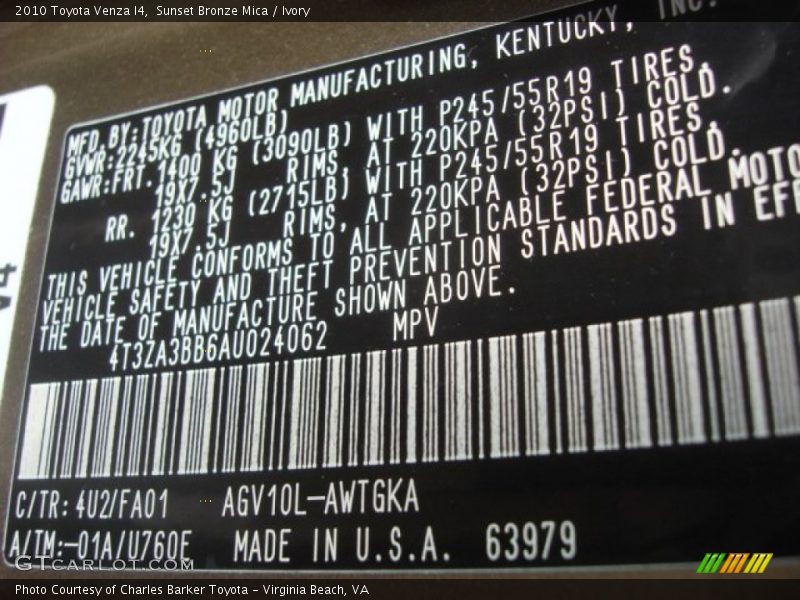 2010 Toyota Venza I4,  Sunset Bronze Mica / Ivory
MFD.BY:TOYOTA MOTOR MANUFACTURING, KENTUCKY, INC.
GVWR:2245KG (4960LB)
GAWR:FRT.1400 KG (3090LB) WITH P245/55R19 TIRES,
19X7.5J RIMS, AT 220KPA (32PSI) COLD.
RR. 1230 KG (2715LB) WITH P245/55R19 TIRES,
19X7.5J RIMS, AT 220KPA (32PSI) COLD.
THIS VEHICLE CONFORMS TO ALL APPLICABLE FEDERAL MOTO
VEHICLE SAFETY AND THEFT PREVENTION STANDARDS IN EFF
THE DATE OF MANUFACTURE SHOWN ABOVE.
4T3ZA3BB6AU024062 MPV
C/TR: 4U2/FA01 AGV10L-AWTGKA
A/TM:-01A/U760E MADE IN U.S.A. 63979
GTCARLOT.COM
Photo Courtesy of Charles Barker Toyota - Virginia Beach, VA